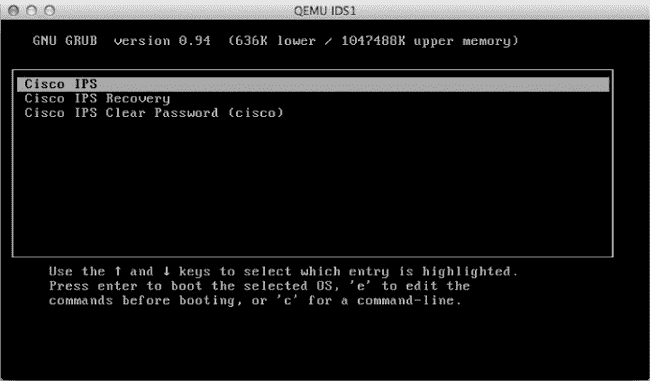 QEMU IDS1
GNU GRUB version 0.94 (636K lower / 1047488K upper memory)
Cisco IPS
Cisco IPS Recovery
Cisco IPS Clear Password (cisco)
Use the ↑ and ↓ keys to select which entry is highlighted.
Press enter to boot the selected OS, 'e' to edit the
commands before booting, or 'c' for a command-line.